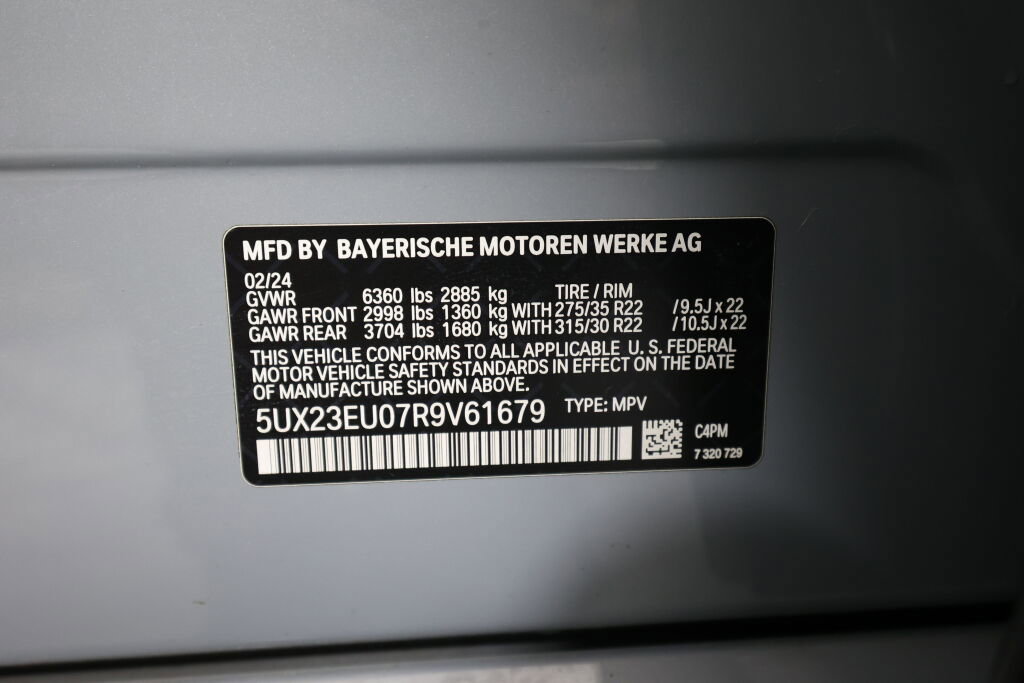 MFD BY BAYERISCHE MOTOREN WERKE AG
02/24
GVWR 6360 lbs 2885 kg TIRE / RIM
GAWR FRONT 2998 lbs 1360 kg WITH 275/35 R22 /9.5J x 22
GAWR REAR 3704 lbs 1680 kg WITH 315/30 R22 /10.5J x 22
THIS VEHICLE CONFORMS TO ALL APPLICABLE U. S. FEDERAL
MOTOR VEHICLE SAFETY STANDARDS IN EFFECT ON THE DATE
OF MANUFACTURE SHOWN ABOVE.
5UX23EU07R9V61679 TYPE: MPV
C4PM
7 320 729